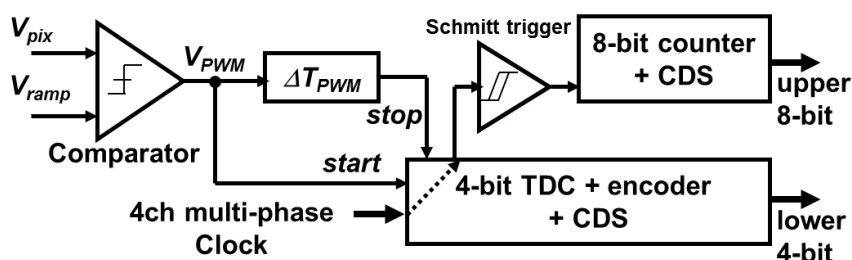 V_pix
V_ramp
Comparator
V_PWM
ΔT_PWM
stop
start
Schmitt trigger
8-bit counter
+ CDS
upper
8-bit
4ch multi-phase
Clock
4-bit TDC + encoder
+ CDS
lower
4-bit